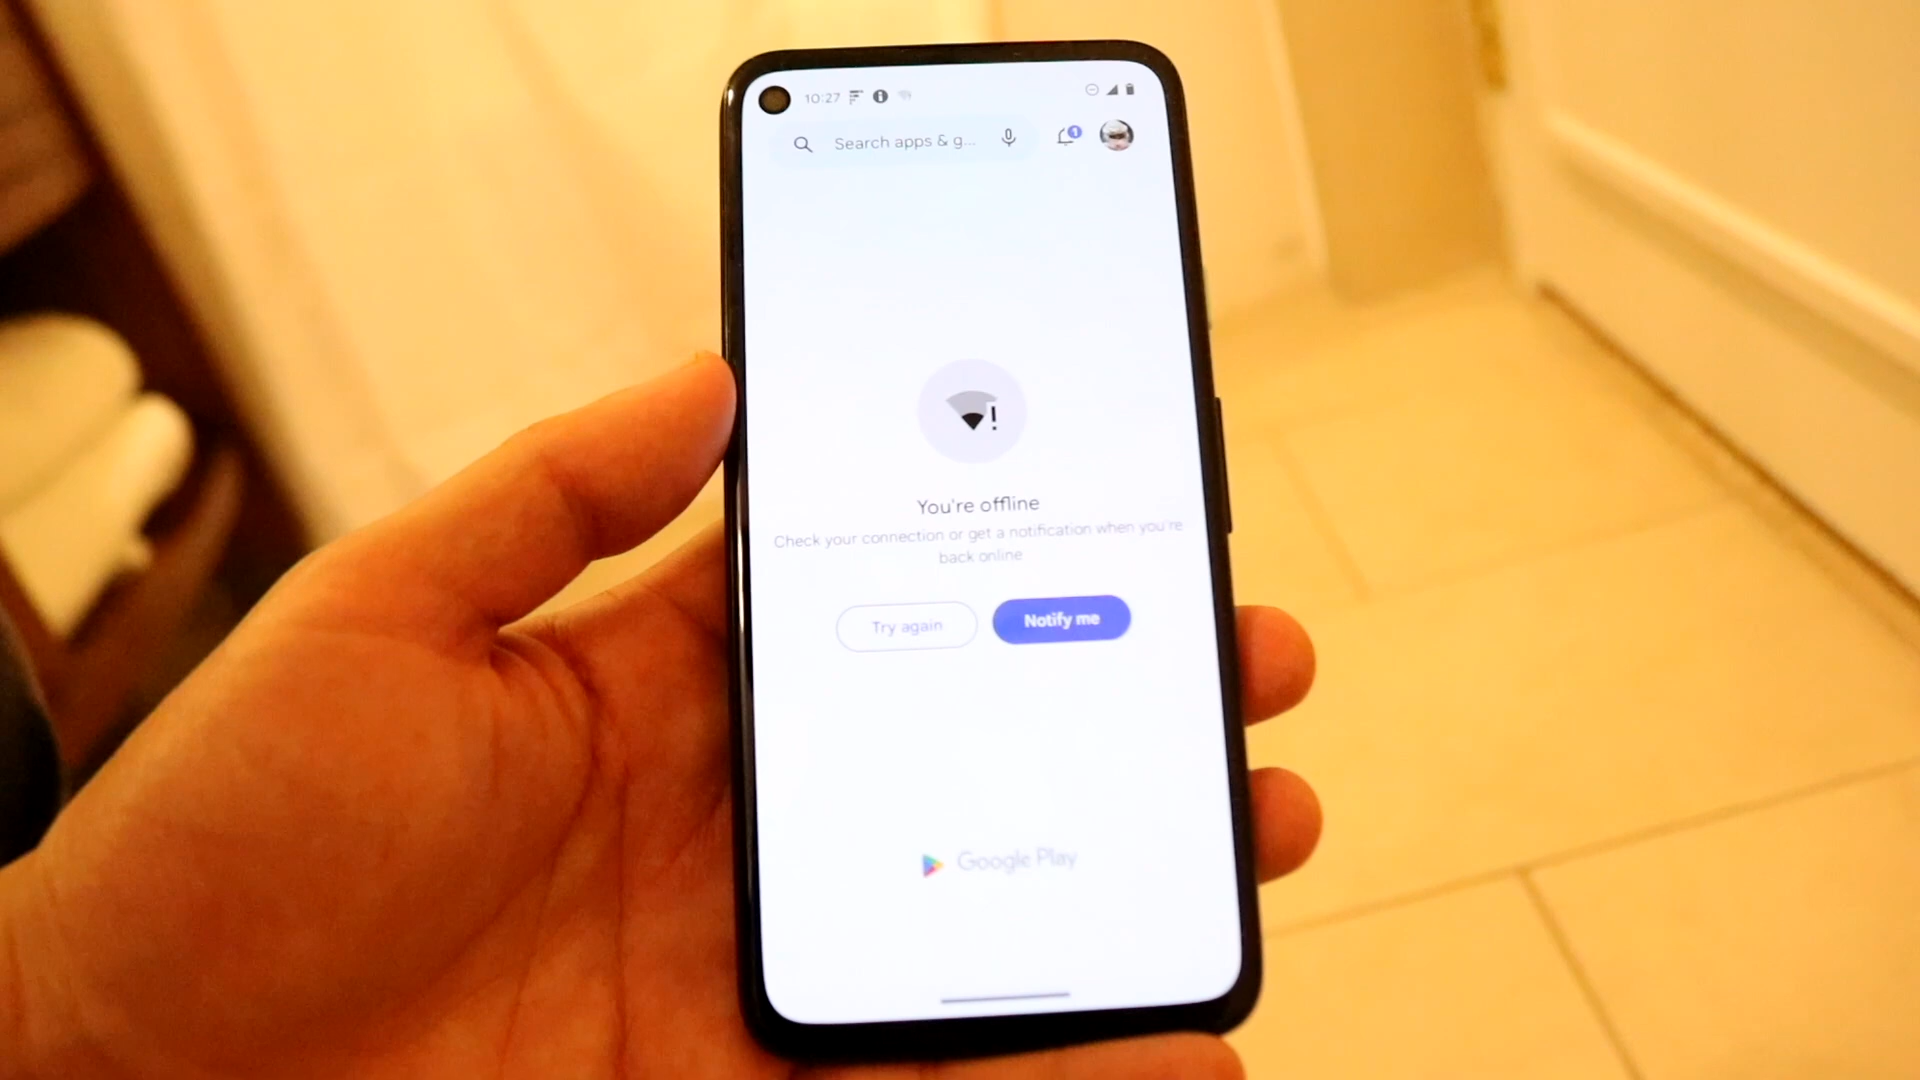 10:27
Search apps & g...
1
You're offline
Check your connection or get a notification when you're
back online
Try again
Notify me
Google Play